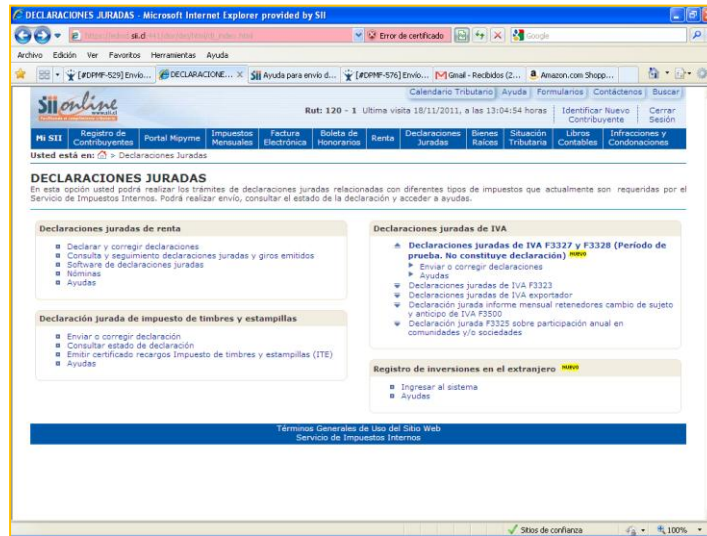 DECLARACIONES JURADAS - Microsoft Internet Explorer provided by SII
Error de certificado
Google
Archivo Edición Ver Favoritos Herramientas Ayuda
[#DPMF-529] Envio... DECLARACIONE... Ayuda para envío d... [#DPMF-576] Envio... Gmail - Recibidos (2... Amazon.com Shopp...
Calendario Tributario Ayuda Formularios Contáctenos Buscar
Sii online
www.sii.cl
Rut: 120 - 1 Ultima visita 18/11/2011, a las 13:04:54 horas Identificar Nuevo Contribuyente Cerrar Sesión
Mi SII Registro de Contribuyentes Portal Mipyme Impuestos Mensuales Factura Electrónica Boleta de Honorarios Renta Declaraciones Juradas Bienes Raíces Situación Tributaria Libros Contables Infracciones y Condonaciones
Usted está en: > Declaraciones Juradas
DECLARACIONES JURADAS
En esta opción usted podrá realizar los trámites de declaraciones juradas relacionadas con diferentes tipos de impuestos que actualmente son requeridas por el
Servicio de Impuestos Internos. Podrá realizar envío, consultar el estado de la declaración y acceder a ayudas.
Declaraciones juradas de renta
Declarar y corregir declaraciones
Consulta y seguimiento declaraciones juradas y giros emitidos
Software de declaraciones juradas
Nóminas
Ayudas
Declaración jurada de impuesto de timbres y estampillas
Enviar o corregir declaración
Consultar estado de declaración
Emitir certificado recargos Impuesto de timbres y estampillas (ITE)
Ayudas
Declaraciones juradas de IVA
Declaraciones juradas de IVA F3327 y F3328 (Período de
prueba. No constituye declaración) NUEVO
Enviar o corregir declaraciones
Ayudas
Declaraciones juradas de IVA F3323
Declaraciones juradas de IVA exportador
Declaración jurada informe mensual retenedores cambio de sujeto
y anticipo de IVA F3500
Declaración jurada F3325 sobre participación anual en
comunidades y/o sociedades
Registro de inversiones en el extranjero NUEVO
Ingresar al sistema
Ayudas
Términos Generales de Uso del Sitio Web
Servicio de Impuestos Internos
Sitios de confianza 100%